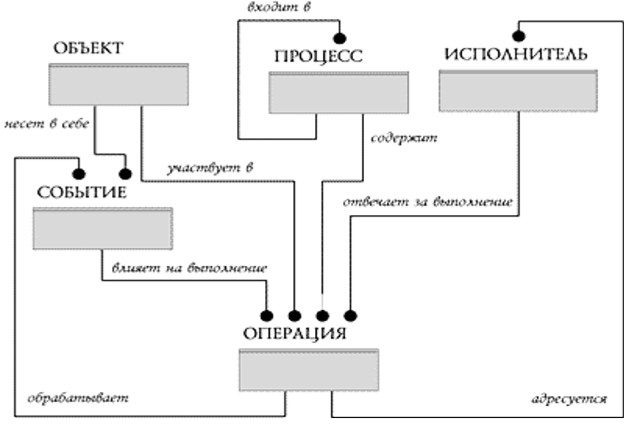 входит в
ОБЪЕКТ
ПРОЦЕСС
ИСПОЛНИТЕЛЬ
несет в себе
содержит
участвует в
СОБЫТИЕ
отвечает за выполнение
влияет на выполнение
ОПЕРАЦИЯ
обрабатывает
адресуется